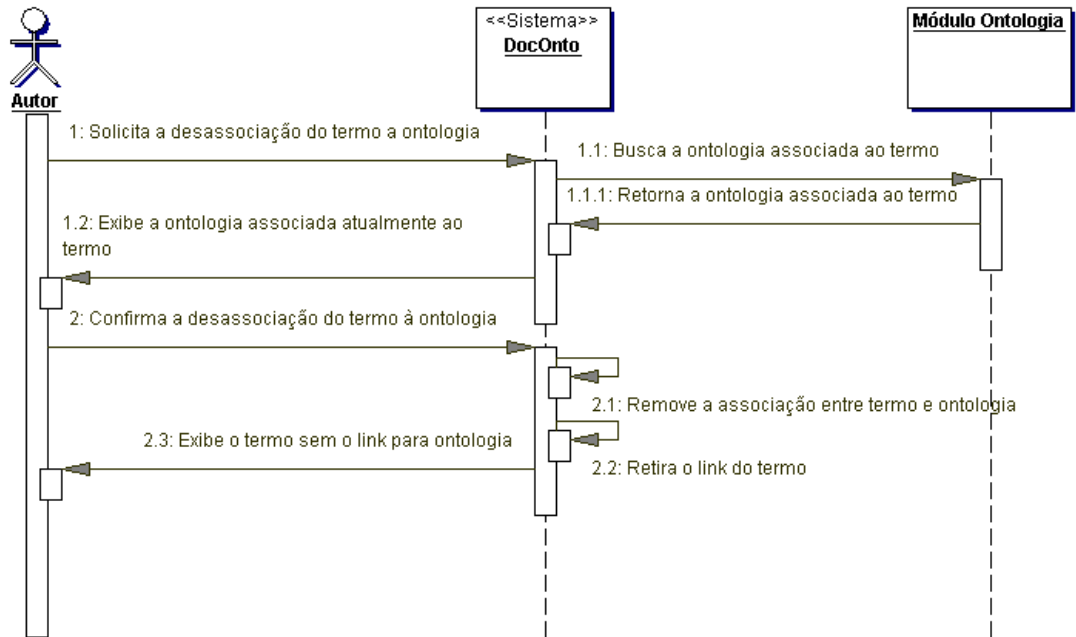 <<Sistema>>
DocOnto
Módulo Ontologia
Autor
1: Solicita a desassociação do termo a ontologia
1.1: Busca a ontologia associada ao termo
1.1.1: Retorna a ontologia associada ao termo
1.2: Exibe a ontologia associada atualmente ao
termo
2: Confirma a desassociação do termo à ontologia
2.1: Remove a associação entre termo e ontologia
2.3: Exibe o termo sem o link para ontologia
2.2: Retira o link do termo